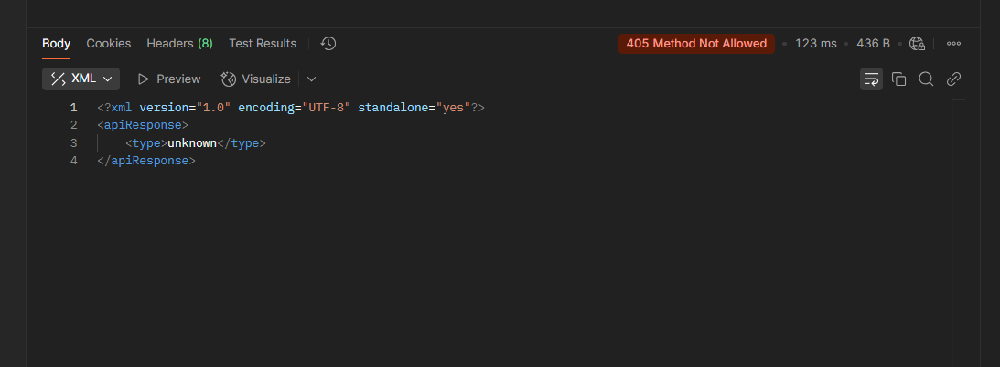 Body Cookies Headers (8) Test Results 405 Method Not Allowed • 123 ms • 436 B •
XML Preview Visualize
1 <?xml version="1.0" encoding="UTF-8" standalone="yes"?>
2 <apiResponse>
3     <type>unknown</type>
4 </apiResponse>